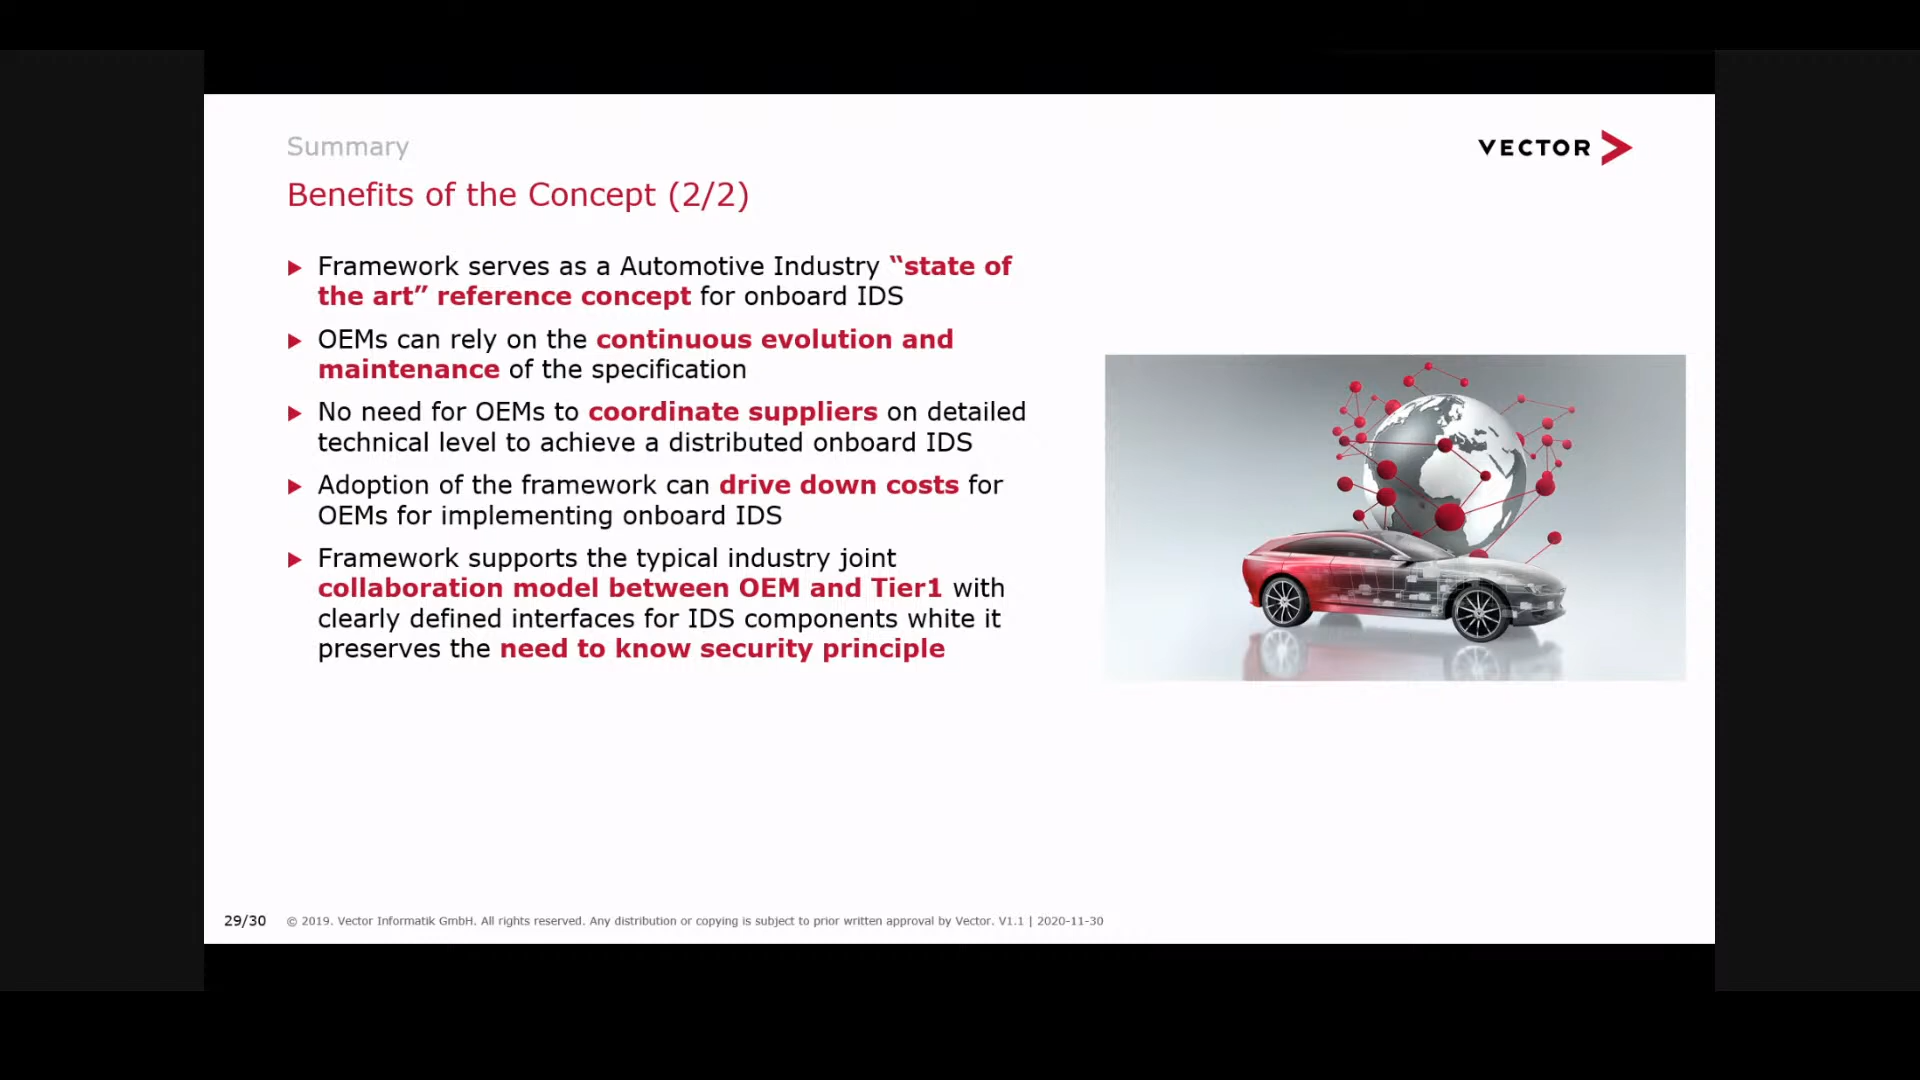 Summary
VECTOR
Benefits of the Concept (2/2)
Framework serves as a Automotive Industry “state of
the art” reference concept for onboard IDS
OEMs can rely on the continuous evolution and
maintenance of the specification
No need for OEMs to coordinate suppliers on detailed
technical level to achieve a distributed onboard IDS
Adoption of the framework can drive down costs for
OEMs for implementing onboard IDS
Framework supports the typical industry joint
collaboration model between OEM and Tier1 with
clearly defined interfaces for IDS components white it
preserves the need to know security principle
29/30 © 2019. Vector Informatik GmbH. All rights reserved. Any distribution or copying is subject to prior written approval by Vector. V1.1 | 2020-11-30